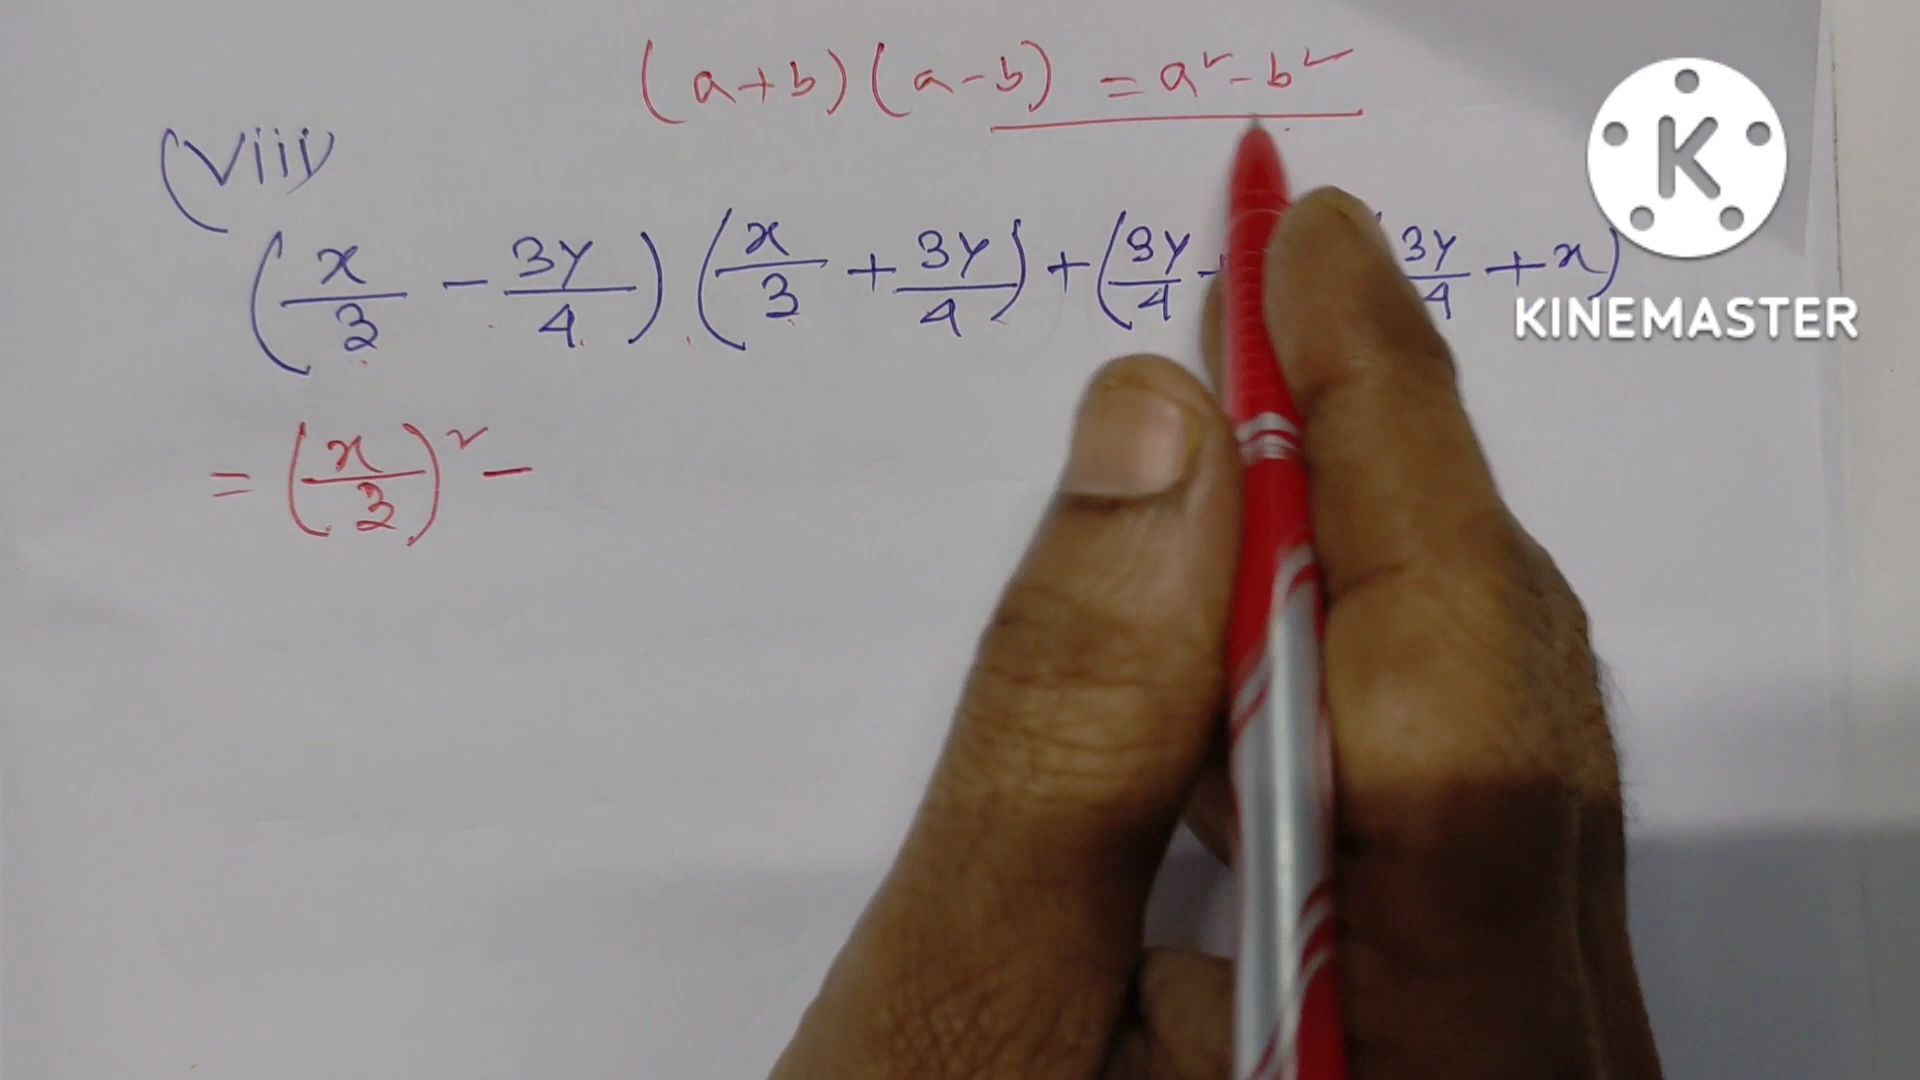 (a+b)(a-b) = a² - b²
(viii)
(x/3 - 3y/4)(x/3 + 3y/4) + (3y/4 + 3y/4 + x)
= (x/3)² -
K
KINEMASTER